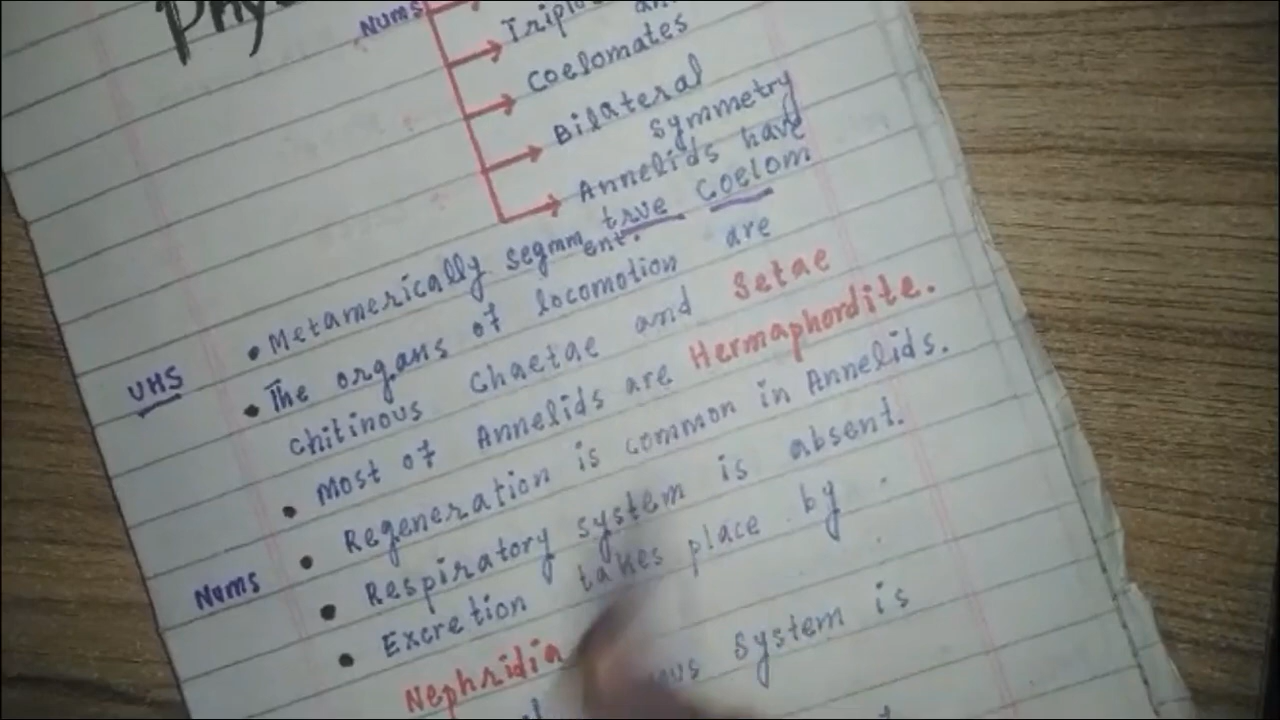 Phy
NUMS
Triplo
Coelomates
Bilateral
symmetry
Annelids have
true Coelom
• Metamerically segmment.
UHS
• The organs of locomotion are
chitinous Chaetae and Setae
• Most of Annelids are Hermaphordite.
• Regeneration is common in Annelids.
NUMS
• Respiratory system is absent.
• Excretion takes place by
Nephridia
system is